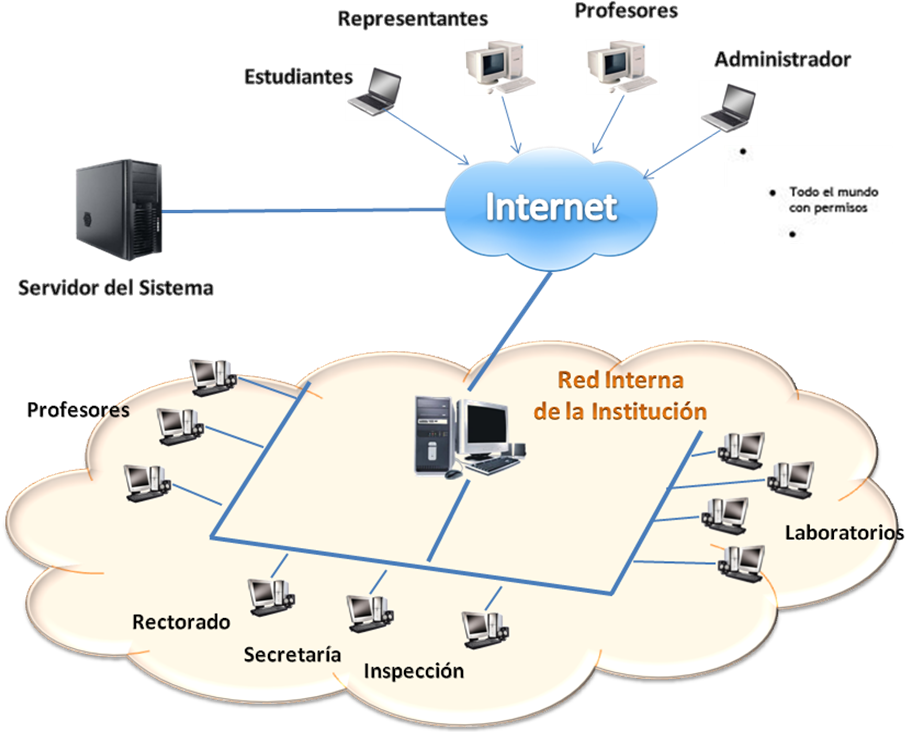 Representantes
Profesores
Estudiantes
Administrador
Internet
Todo el mundo
con permisos
Servidor del Sistema
Red Interna
de la Institución
Profesores
Laboratorios
Rectorado
Secretaría
Inspección